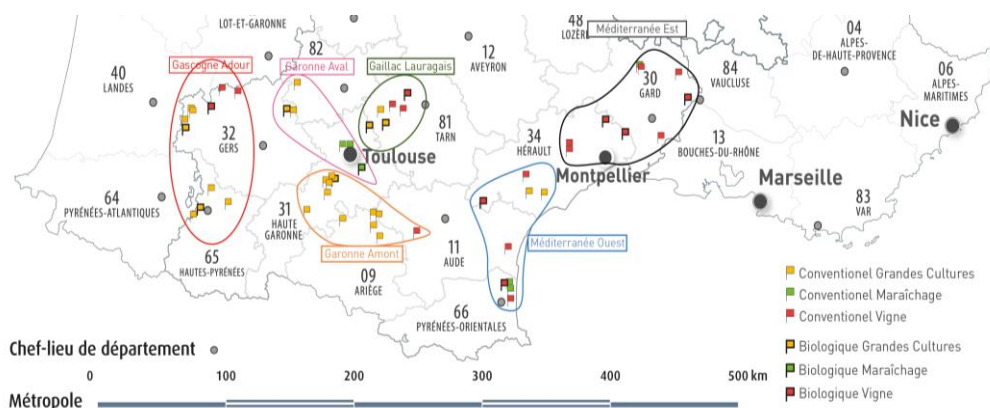 LOT-ET-GARONNE
82
12
AVEYRON
48
LOZÈRE
Méditerranée Est
04
ALPES-
DE-HAUTE-PROVENCE
Gascogne Adour
Garonne Aval
Gaillac Lauragais
40
LANDES
30
GARD
84
VAUCLUSE
06
ALPES-
MARITIMES
32
GERS
81
TARN
34
HÉRAULT
13
BOUCHES-DU-RHÔNE
Nice
Toulouse
Montpellier
Marseille
64
PYRÉNÉES-ATLANTIQUES
31
HAUTE
GARONNE
83
VAR
65
HAUTES-PYRÉNÉES
Garonne Amont
11
AUDE
Méditerranée Ouest
09
ARIÈGE
66
PYRÉNÉES-ORIENTALES
Conventionel Grandes Cultures
Conventionel Maraîchage
Conventionel Vigne
Chef-lieu de département
Biologique Grandes Cultures
Biologique Maraîchage
Biologique Vigne
0 100 200 300 400 500 km
Métropole